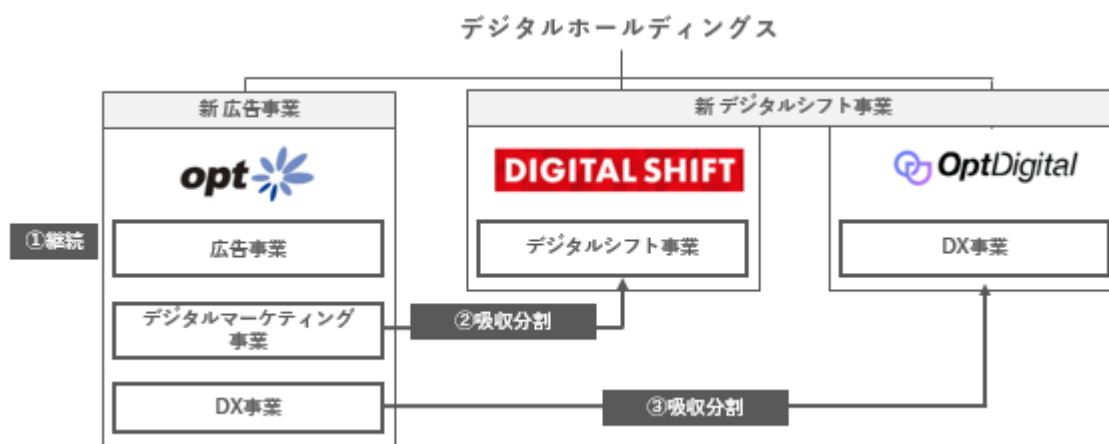 デジタルホールディングス
新 広告事業
新 デジタルシフト事業
opt
DIGITAL SHIFT
OptDigital
①継続
広告事業
デジタルシフト事業
DX事業
デジタルマーケティング
事業
②吸収分割
DX事業
③吸収分割